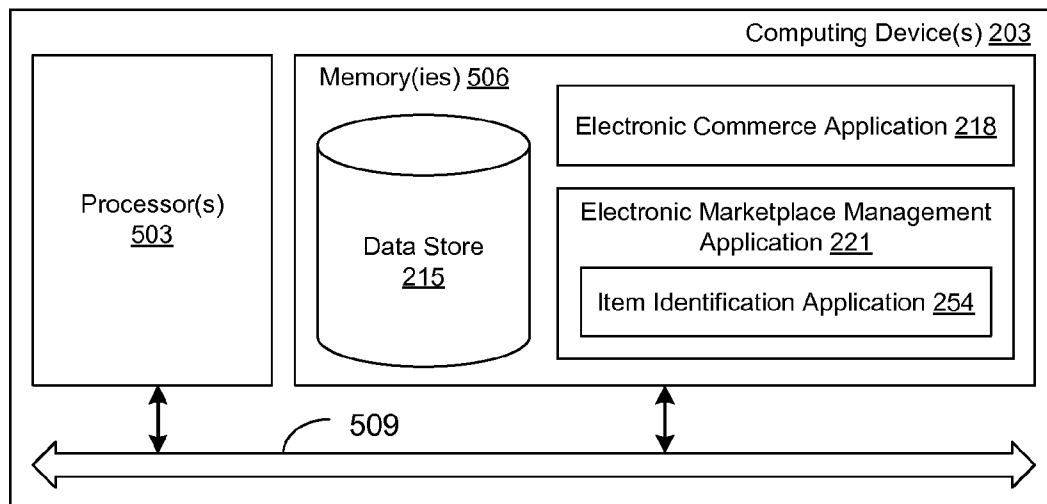 Computing Device(s) 203
Processor(s)
503
Memory(ies) 506
Data Store
215
Electronic Commerce Application 218
Electronic Marketplace Management
Application 221
Item Identification Application 254
509